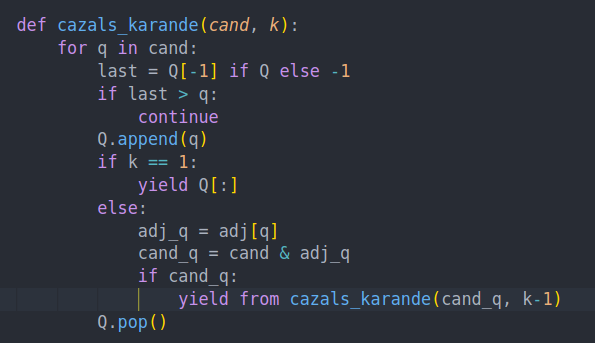 def cazals_karande(cand, k):
    for q in cand:
        last = Q[-1] if Q else -1
        if last > q:
            continue
        Q.append(q)
        if k == 1:
            yield Q[:]
        else:
            adj_q = adj[q]
            cand_q = cand & adj_q
            if cand_q:
                yield from cazals_karande(cand_q, k-1)
        Q.pop()